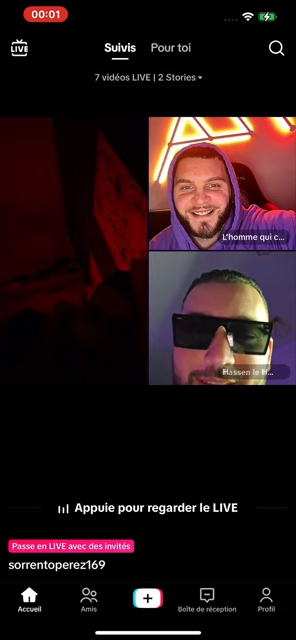 00:01
LIVE
Suivis Pour toi
7 vidéos LIVE | 2 Stories
L'homme qui c...
Hassen le H...
Appuie pour regarder le LIVE
Passe en LIVE avec des invités
sorrentoperez169
Accueil Amis Boîte de réception Profil